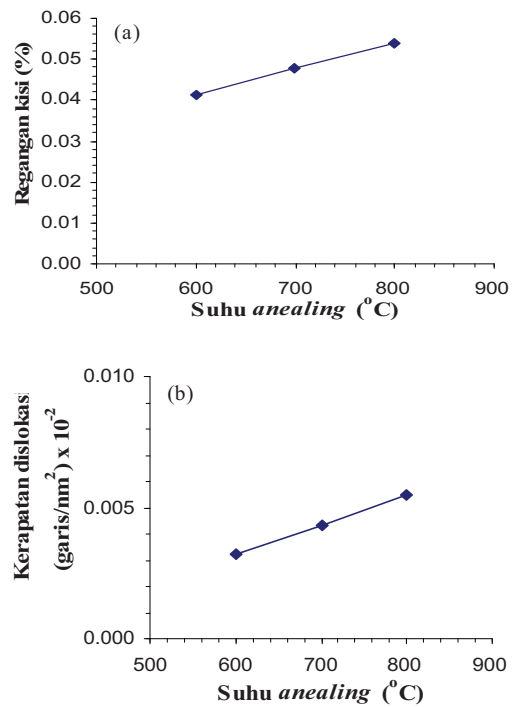 (a)
Regangan kisi (%)
0.06
0.05
0.04
0.03
0.02
0.01
0.00
500 600 700 800 900
Suhu anealing (°C)
(b)
Kerapatan dislokasi
(garis/nm²) x 10⁻²
0.010
0.005
0.000
500 600 700 800 900
Suhu anealing (°C)